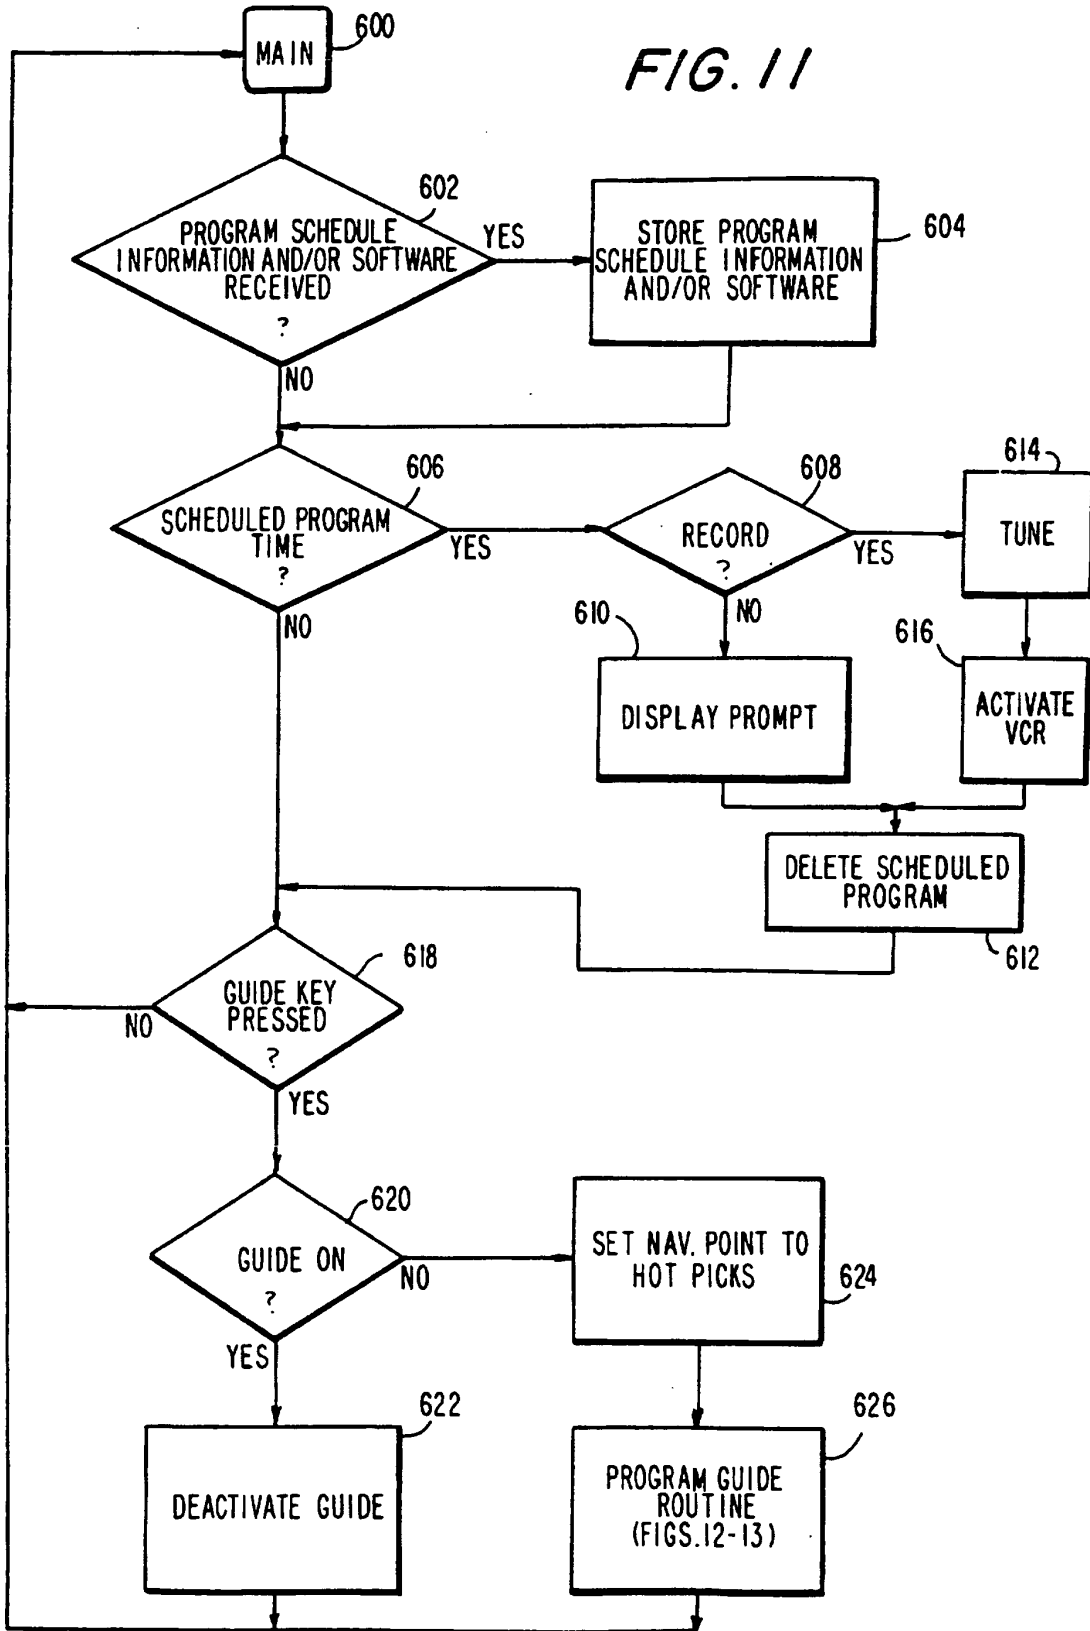 FIG. 11
MAIN
600
PROGRAM SCHEDULE
INFORMATION AND/OR SOFTWARE
RECEIVED
?
602
YES
NO
STORE PROGRAM
SCHEDULE INFORMATION
AND/OR SOFTWARE
604
SCHEDULED PROGRAM
TIME
?
606
YES
NO
RECORD
?
608
YES
NO
614
TUNE
610
DISPLAY PROMPT
616
ACTIVATE
VCR
DELETE SCHEDULED
PROGRAM
612
GUIDE KEY
PRESSED
?
618
NO
YES
GUIDE ON
?
620
NO
YES
SET NAV. POINT TO
HOT PICKS
624
622
DEACTIVATE GUIDE
626
PROGRAM GUIDE
ROUTINE
(FIGS.12-13)